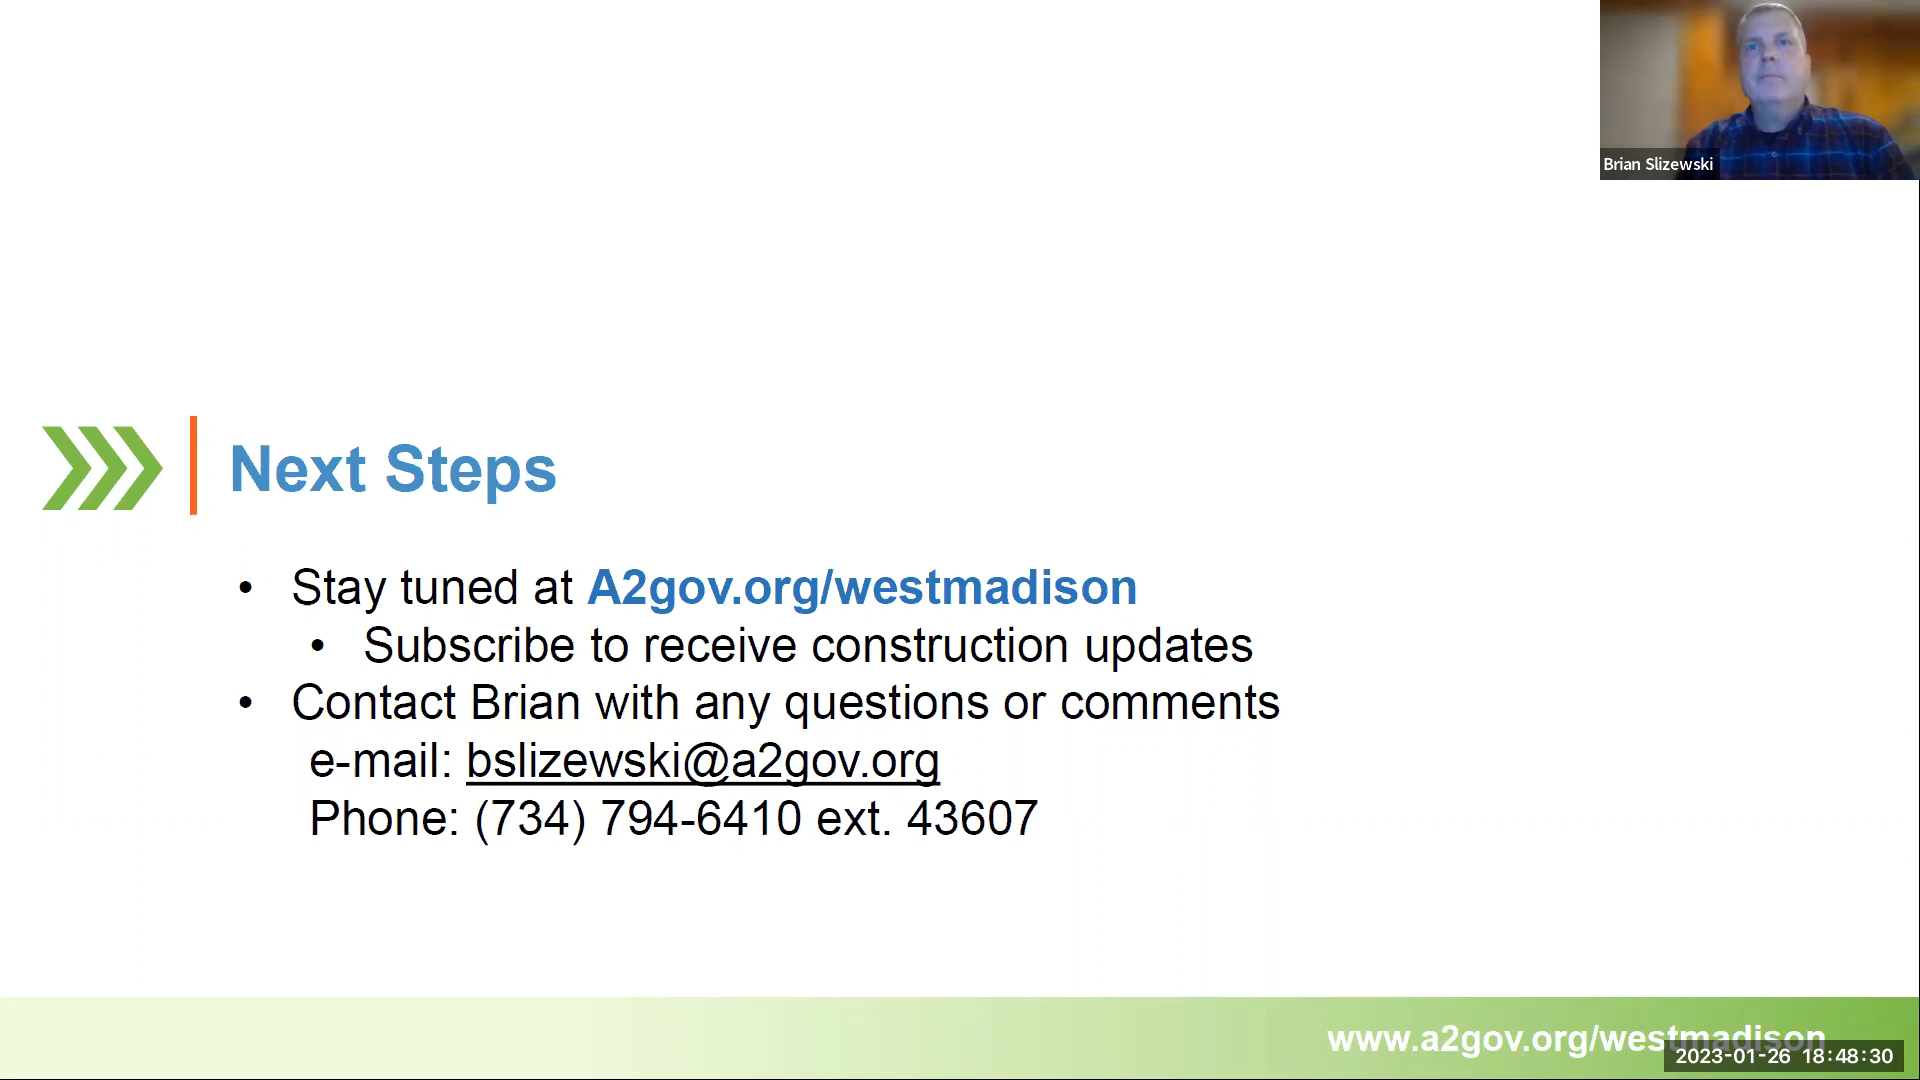 Brian Slizewski
Next Steps
• Stay tuned at A2gov.org/westmadison
• Subscribe to receive construction updates
• Contact Brian with any questions or comments
e-mail: bslizewski@a2gov.org
Phone: (734) 794-6410 ext. 43607
www.a2gov.org/westmadison
2023-01-26 18:48:30